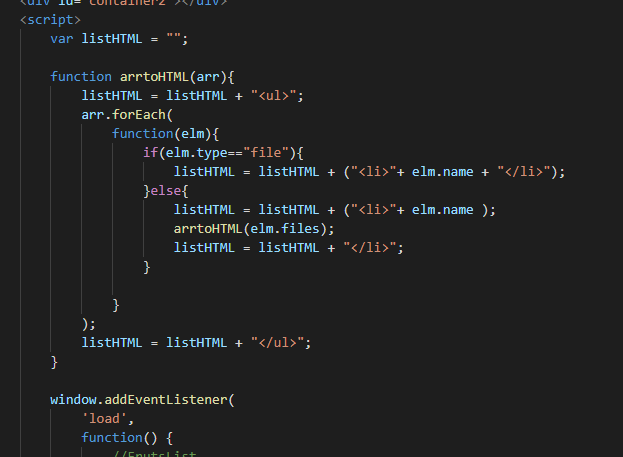 <div id="container2"></div>
<script>
var listHTML = "";
function arrtoHTML(arr){
listHTML = listHTML + "<ul>";
arr.forEach(
function(elm){
if(elm.type=="file"){
listHTML = listHTML + ("<li>"+ elm.name + "</li>");
}else{
listHTML = listHTML + ("<li>"+ elm.name );
arrtoHTML(elm.files);
listHTML = listHTML + "</li>";
}
}
);
listHTML = listHTML + "</ul>";
}
window.addEventListener(
'load',
function() {
//FrutsList